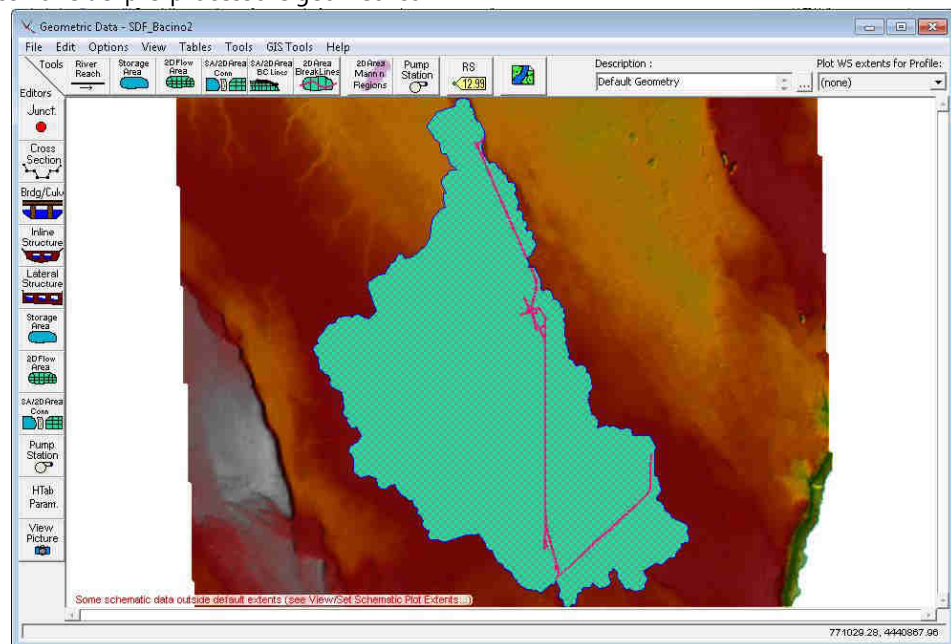 Geometric Data - SDF_Bacino2
File Edit Options View Tables Tools GIS Tools Help
Tools
Editors
River Reach
Storage Area
2D Flow Area
SA/2D Area Conn
SA/2D Area BC Lines
2D Area BreakLines
2D Area Mann n Regions
Pump Station
RS
12.99
Description :
Default Geometry
...
Plot WS extents for Profile:
(none)
Junct.
Cross
Section
Brdg/Culv
Inline
Structure
Lateral
Structure
Storage
Area
2D Flow
Area
SA/2D Area
Conn
Pump
Station
HTab
Param.
View
Picture
Some schematic data outside default extents (see View/Set Schematic Plot Extents...)
771029.28, 4440867.96